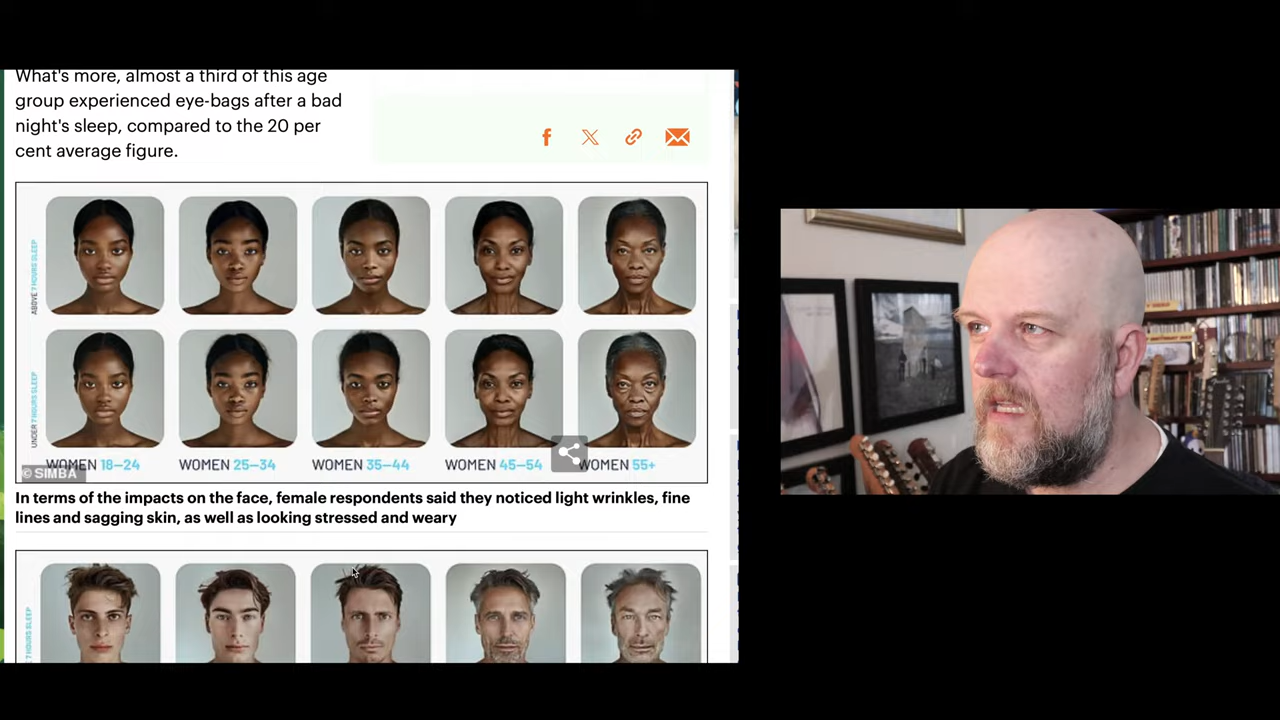 What's more, almost a third of this age
group experienced eye-bags after a bad
night's sleep, compared to the 20 per
cent average figure.
ABOVE 7 HOURS SLEEP
UNDER 7 HOURS SLEEP
WOMEN 18–24 WOMEN 25–34 WOMEN 35–44 WOMEN 45–54 WOMEN 55+
© SIMBA
In terms of the impacts on the face, female respondents said they noticed light wrinkles, fine
lines and sagging skin, as well as looking stressed and weary
7 HOURS SLEEP